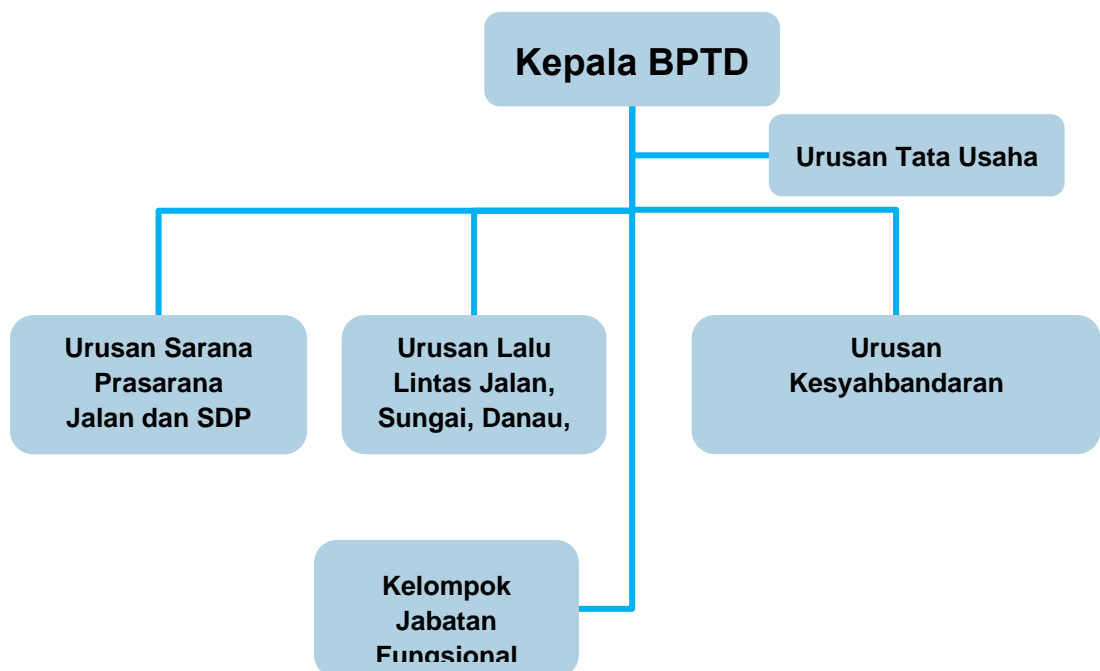 Kepala BPTD
Urusan Tata Usaha
Urusan Sarana
Prasarana
Jalan dan SDP
Urusan Lalu
Lintas Jalan,
Sungai, Danau,
Urusan
Kesyahbandaran
Kelompok
Jabatan
Fungsional